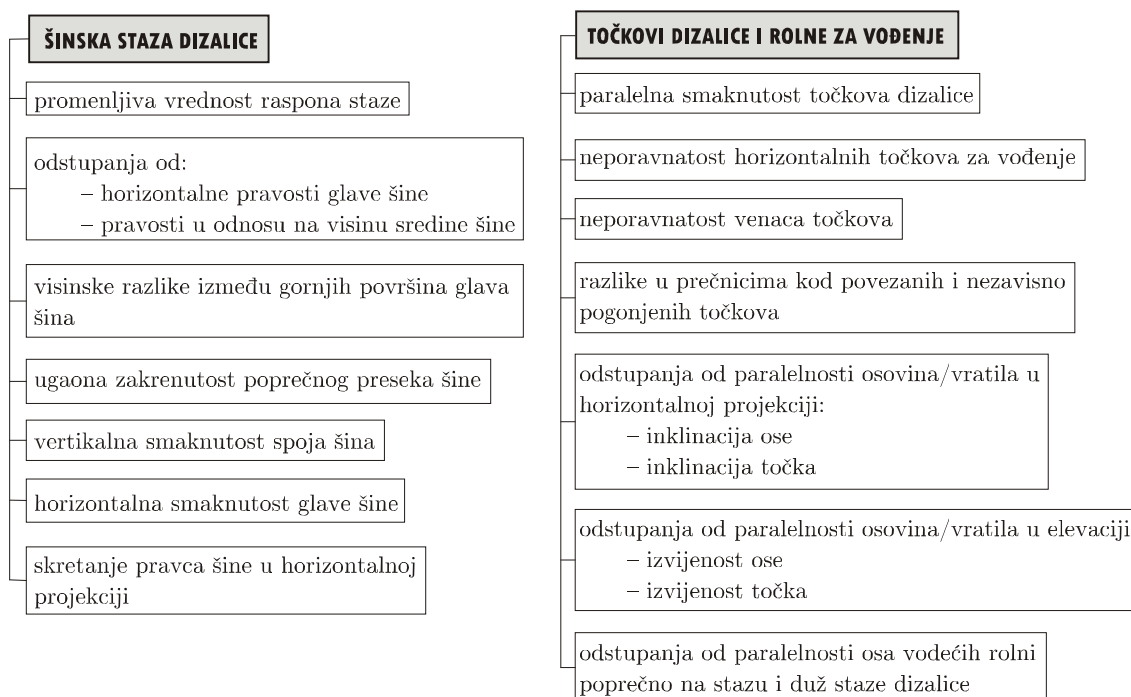 ŠINSKA STAZA DIZALICE
promenljiva vrednost raspona staze
odstupanja od:
– horizontalne pravosti glave šine
– pravosti u odnosu na visinu sredine šine
visinske razlike između gornjih površina glava
šina
ugaona zakrenutost poprečnog preseka šine
vertikalna smaknutost spoja šina
horizontalna smaknutost glave šine
skretanje pravca šine u horizontalnoj
projekciji
TOČKOVI DIZALICE I ROLNE ZA VOĐENJE
paralelna smaknutost točkova dizalice
neporavnatost horizontalnih točkova za vođenje
neporavnatost venaca točkova
razlike u prečnicima kod povezanih i nezavisno
pogonjenih točkova
odstupanja od paralelnosti osovina/vratila u
horizontalnoj projekciji:
– inklinacija ose
– inklinacija točka
odstupanja od paralelnosti osovina/vratila u elevaciji
– izvijenost ose
– izvijenost točka
odstupanja od paralelnosti osa vodećih rolni
poprečno na stazu i duž staze dizalice